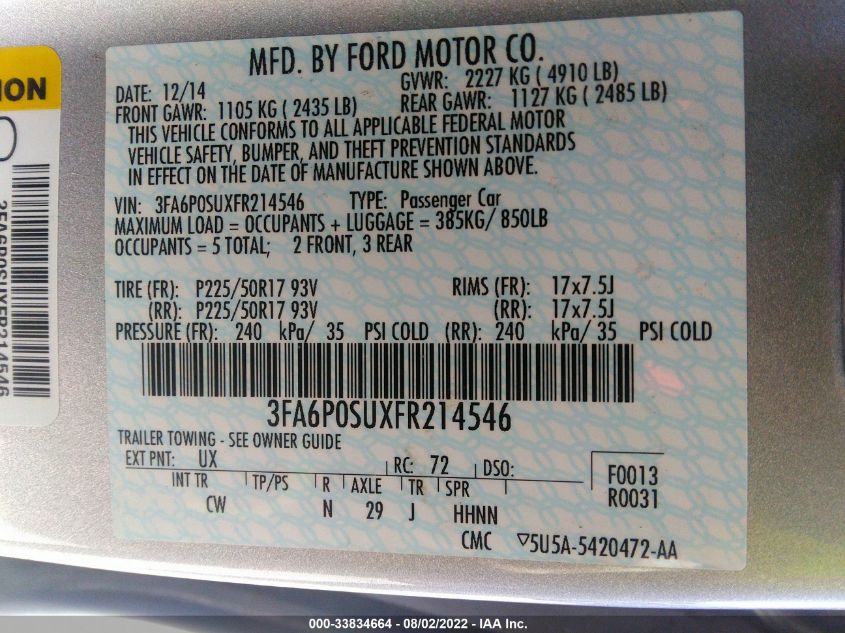 MFD. BY FORD MOTOR CO.
DATE: 12/14
GVWR: 2227 KG ( 4910 LB)
FRONT GAWR: 1105 KG ( 2435 LB)
REAR GAWR: 1127 KG ( 2485 LB)
THIS VEHICLE CONFORMS TO ALL APPLICABLE FEDERAL MOTOR
VEHICLE SAFETY, BUMPER, AND THEFT PREVENTION STANDARDS
IN EFFECT ON THE DATE OF MANUFACTURE SHOWN ABOVE.
VIN: 3FA6P0SUXFR214546 TYPE: Passenger Car
MAXIMUM LOAD = OCCUPANTS + LUGGAGE = 385KG/ 850LB
OCCUPANTS = 5 TOTAL; 2 FRONT, 3 REAR
TIRE (FR): P225/50R17 93V RIMS (FR): 17x7.5J
(RR): P225/50R17 93V (RR): 17x7.5J
PRESSURE (FR): 240 kPa/ 35 PSI COLD (RR): 240 kPa/ 35 PSI COLD
3FA6P0SUXFR214546
TRAILER TOWING - SEE OWNER GUIDE
EXT PNT: UX RC: 72 DSO:
INT TR TP/PS R AXLE TR SPR
CW N 29 J HHNN
F0013
R0031
CMC ▽5U5A-5420472-AA
ION
3FA6P0SUXFR214546
000-33834664 - 08/02/2022 - IAA Inc.